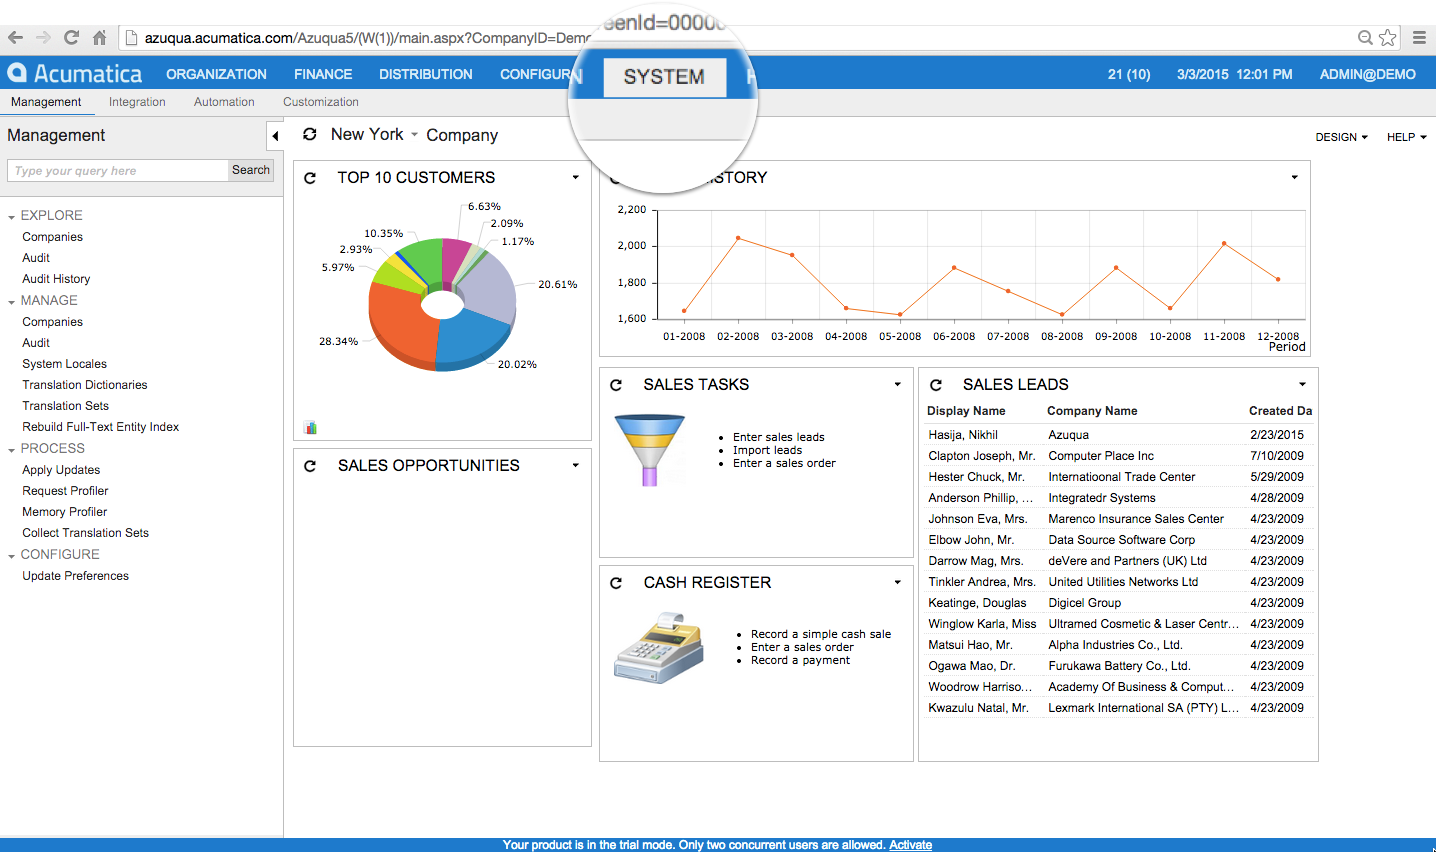 eenId=0000
azuqua.acumatica.com/Azuqua5/(W(1))/main.aspx?CompanyID=Demo
Acumatica ORGANIZATION FINANCE DISTRIBUTION CONFIGURN SYSTEM 21 (10) 3/3/2015 12:01 PM ADMIN@DEMO
Management Integration Automation Customization
Management
New York Company
DESIGN HELP
Type your query here Search
EXPLORE
Companies
Audit
Audit History
MANAGE
Companies
Audit
System Locales
Translation Dictionaries
Translation Sets
Rebuild Full-Text Entity Index
PROCESS
Apply Updates
Request Profiler
Memory Profiler
Collect Translation Sets
CONFIGURE
Update Preferences
TOP 10 CUSTOMERS
6.63%
2.09%
1.17%
10.35%
2.93%
5.97%
20.61%
28.34%
20.02%
ISTORY
2,200
2,000
1,800
1,600
01-2008 02-2008 03-2008 04-2008 05-2008 06-2008 07-2008 08-2008 09-2008 10-2008 11-2008 12-2008
Period
SALES OPPORTUNITIES
SALES TASKS
Enter sales leads
Import leads
Enter a sales order
CASH REGISTER
Record a simple cash sale
Enter a sales order
Record a payment
SALES LEADS
Display Name Company Name Created Da
Hasija, Nikhil Azuqua 2/23/2015
Clapton Joseph, Mr. Computer Place Inc 7/10/2009
Hester Chuck, Mr. Internatioonal Trade Center 5/29/2009
Anderson Phillip, ... Integratedr Systems 4/28/2009
Johnson Eva, Mrs. Marenco Insurance Sales Center 4/23/2009
Elbow John, Mr. Data Source Software Corp 4/23/2009
Darrow Mag, Mrs. deVere and Partners (UK) Ltd 4/23/2009
Tinkler Andrea, Mrs. United Utilities Networks Ltd 4/23/2009
Keatinge, Douglas Digicel Group 4/23/2009
Winglow Karla, Miss Ultramed Cosmetic & Laser Centr... 4/23/2009
Matsui Hao, Mr. Alpha Industries Co., Ltd. 4/23/2009
Ogawa Mao, Dr. Furukawa Battery Co., Ltd. 4/23/2009
Woodrow Harriso... Academy Of Business & Comput... 4/23/2009
Kwazulu Natal, Mr. Lexmark International SA (PTY) L... 4/23/2009
Your product is in the trial mode. Only two concurrent users are allowed. Activate